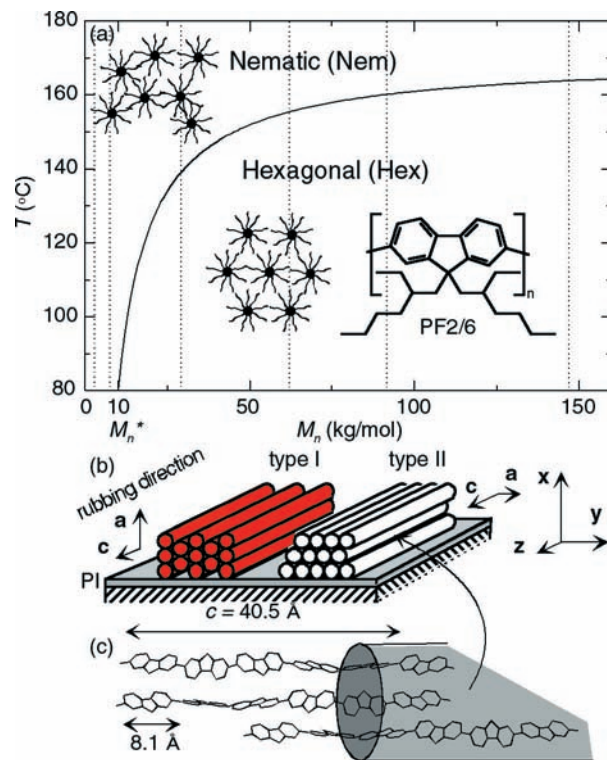 (a)
Nematic (Nem)
Hexagonal (Hex)
n
PF2/6
180
160
140
120
100
80
T (°C)
0 10 50 100 150
Mn* Mn (kg/mol)
(b)
type I type II
rubbing direction
a
c
c
a
x
y
z
PI
c = 40.5 Å
(c)
8.1 Å